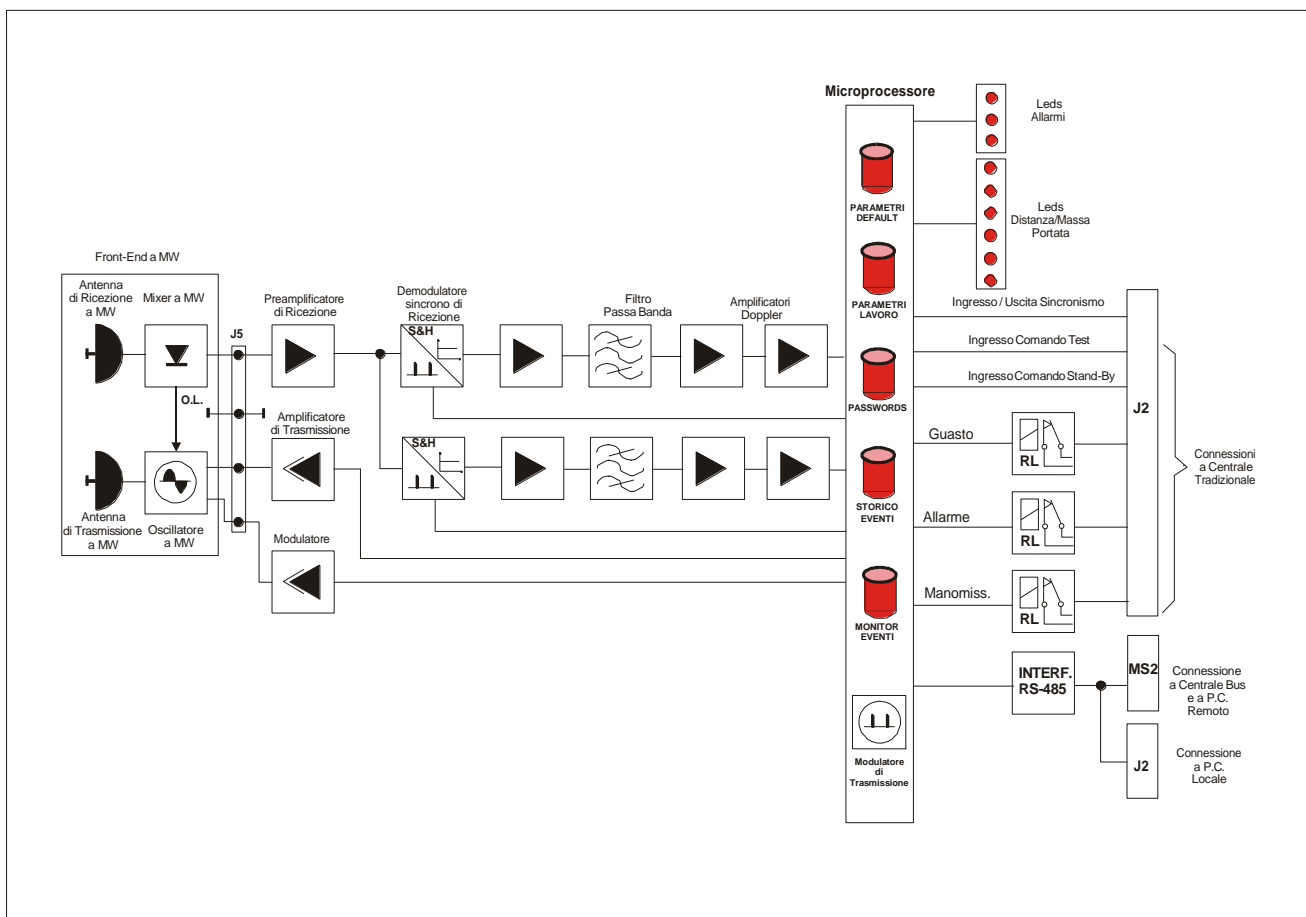 Microprocessore
Leds
Allarmi
PARAMETRI
DEFAULT
Leds
Distanza/Massa
Portata
Front-End a MW
Antenna
di Ricezione
a MW
Mixer a MW
J5
Preamplificatore
di Ricezione
Demodulatore
sincrono di
Ricezione
S&H
Filtro
Passa Banda
Amplificatori
Doppler
PARAMETRI
LAVORO
Ingresso / Uscita Sincronismo
Ingresso Comando Test
Ingresso Comando Stand-By
J2
O.L.
Amplificatore
di Trasmissione
S&H
PASSWORDS
Guasto
RL
Connessioni
a Centrale
Tradizionale
Antenna
di Trasmissione
a MW
Oscillatore
a MW
Modulatore
STORICO
EVENTI
Allarme
RL
Manomiss.
RL
MONITOR
EVENTI
INTERF.
RS-485
MS2
Connessione
a Centrale Bus
e a P.C.
Remoto
Modulatore
di
Trasmissione
J2
Connessione
a P.C.
Locale